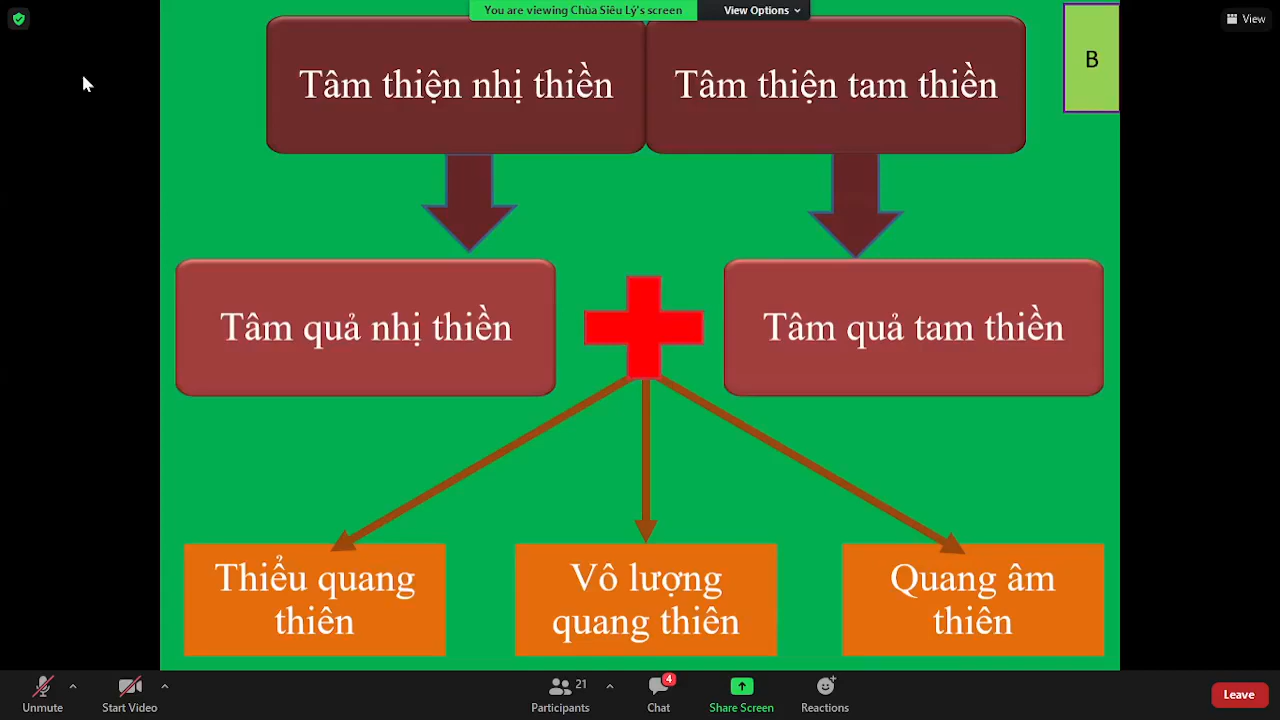 You are viewing Chùa Siêu Lý's screen
View Options
View
Tâm thiện nhị thiền
Tâm thiện tam thiền
B
Tâm quả nhị thiền
Tâm quả tam thiền
Thiểu quang
thiên
Vô lượng
quang thiên
Quang âm
thiên
Unmute
Start Video
21
Participants
4
Chat
Share Screen
Reactions
Leave